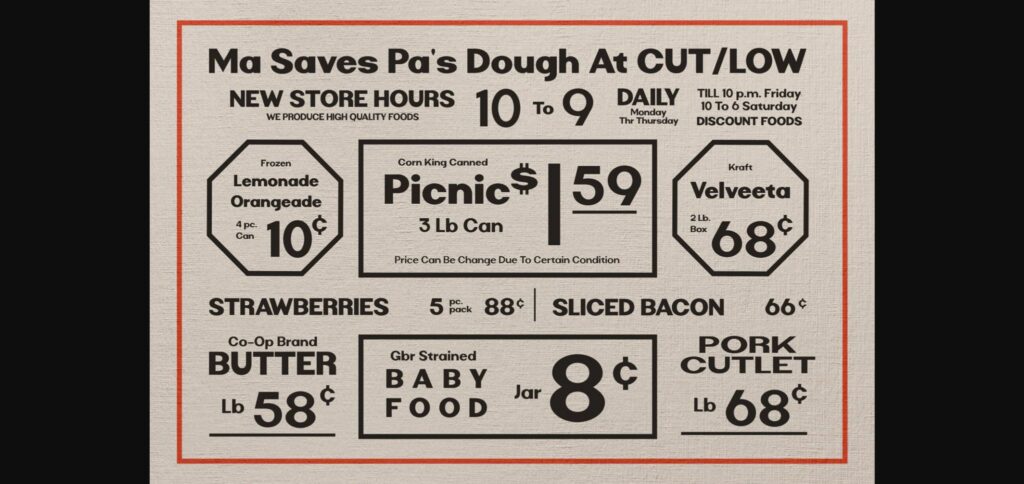 Ma Saves Pa's Dough At CUT/LOW
NEW STORE HOURS
WE PRODUCE HIGH QUALITY FOODS
10 To 9
DAILY
Monday
Thr Thursday
TILL 10 p.m. Friday
10 To 6 Saturday
DISCOUNT FOODS
Frozen
Lemonade
Orangeade
4 pc.
Can
10¢
Corn King Canned
Picnic $1 59
3 Lb Can
Price Can Be Change Due To Certain Condition
Kraft
Velveeta
2 Lb.
Box
68¢
STRAWBERRIES 5 pc. pack 88¢
SLICED BACON 66¢
Co-Op Brand
BUTTER
Lb 58¢
Gbr Strained
BABY
FOOD
Jar 8¢
PORK
CUTLET
Lb 68¢